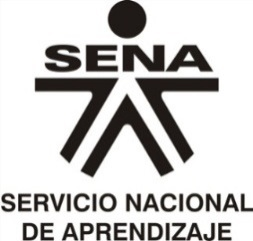 SENA
SERVICIO NACIONAL
DE APRENDIZAJE